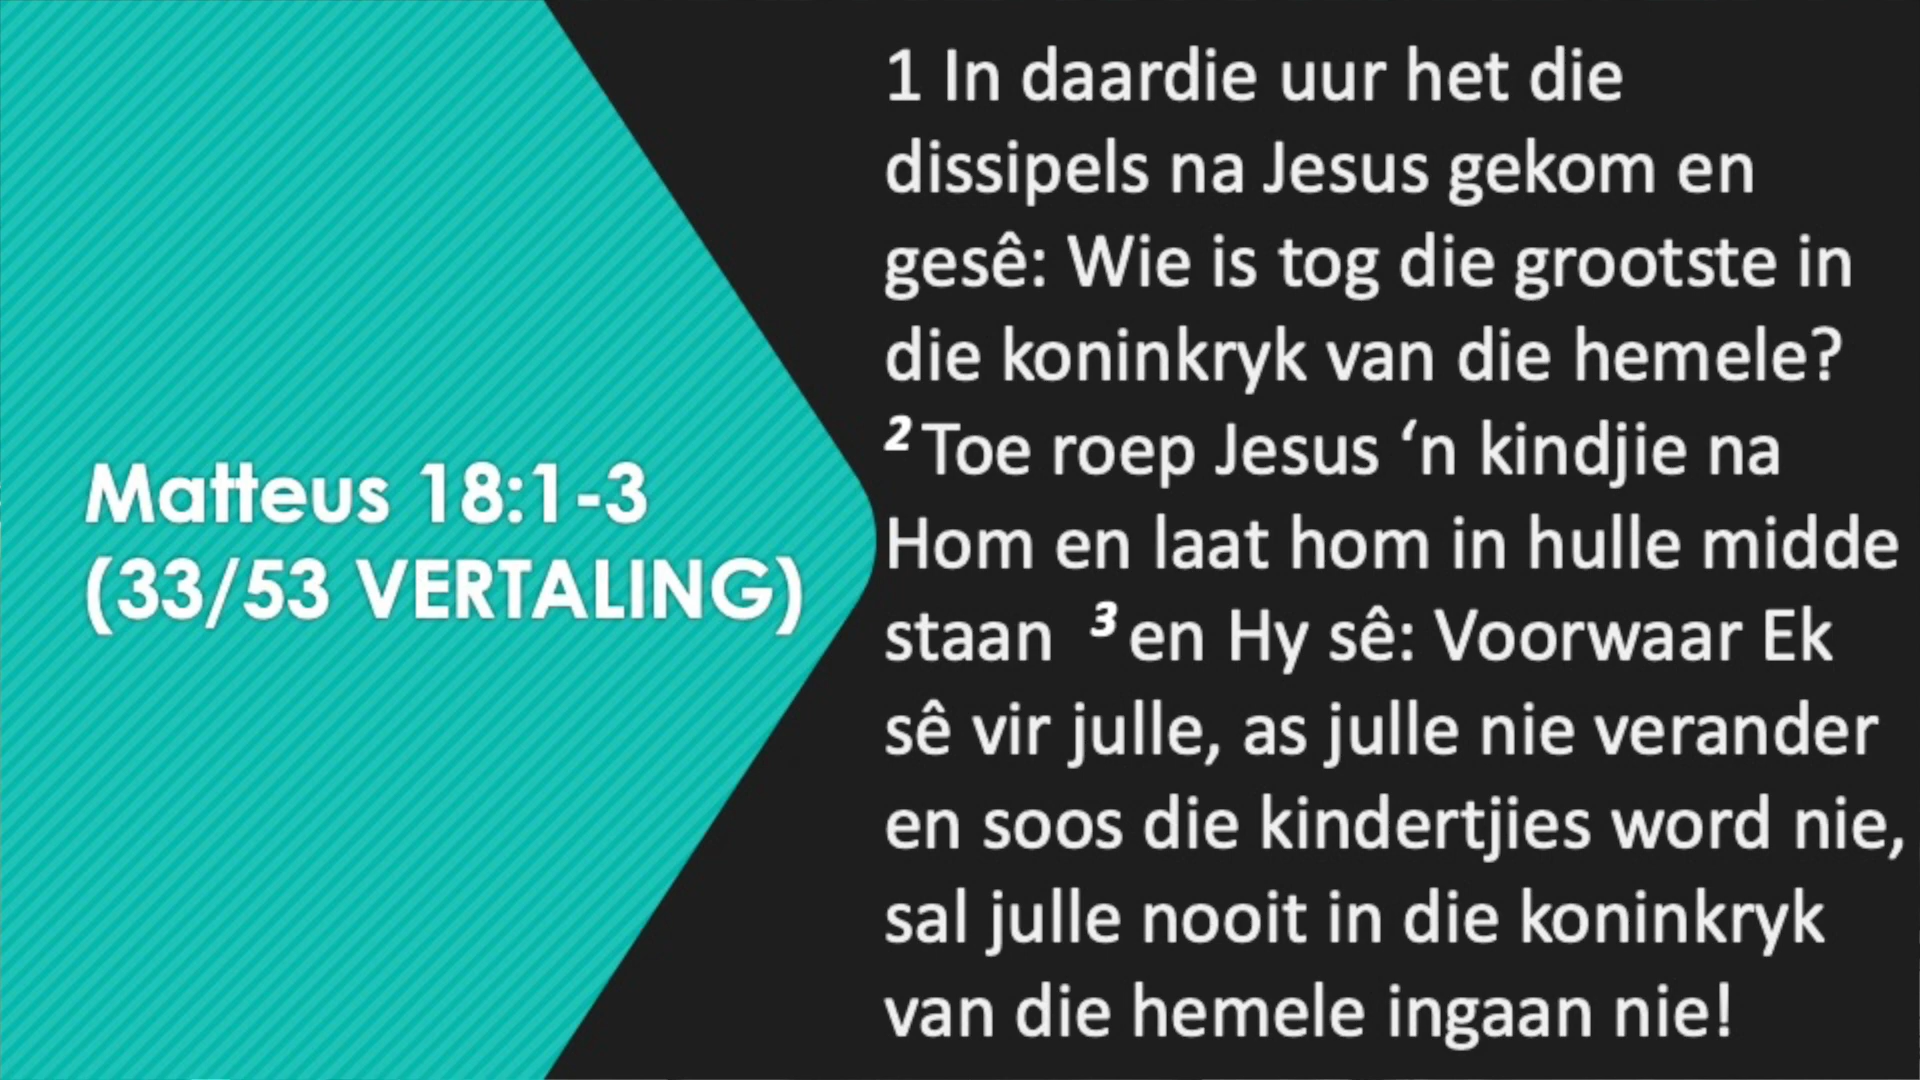 Matteus 18:1-3
(33/53 VERTALING)
1 In daardie uur het die
dissipels na Jesus gekom en
gesê: Wie is tog die grootste in
die koninkryk van die hemele?
² Toe roep Jesus ‘n kindjie na
Hom en laat hom in hulle midde
staan ³ en Hy sê: Voorwaar Ek
sê vir julle, as julle nie verander
en soos die kindertjies word nie,
sal julle nooit in die koninkryk
van die hemele ingaan nie!